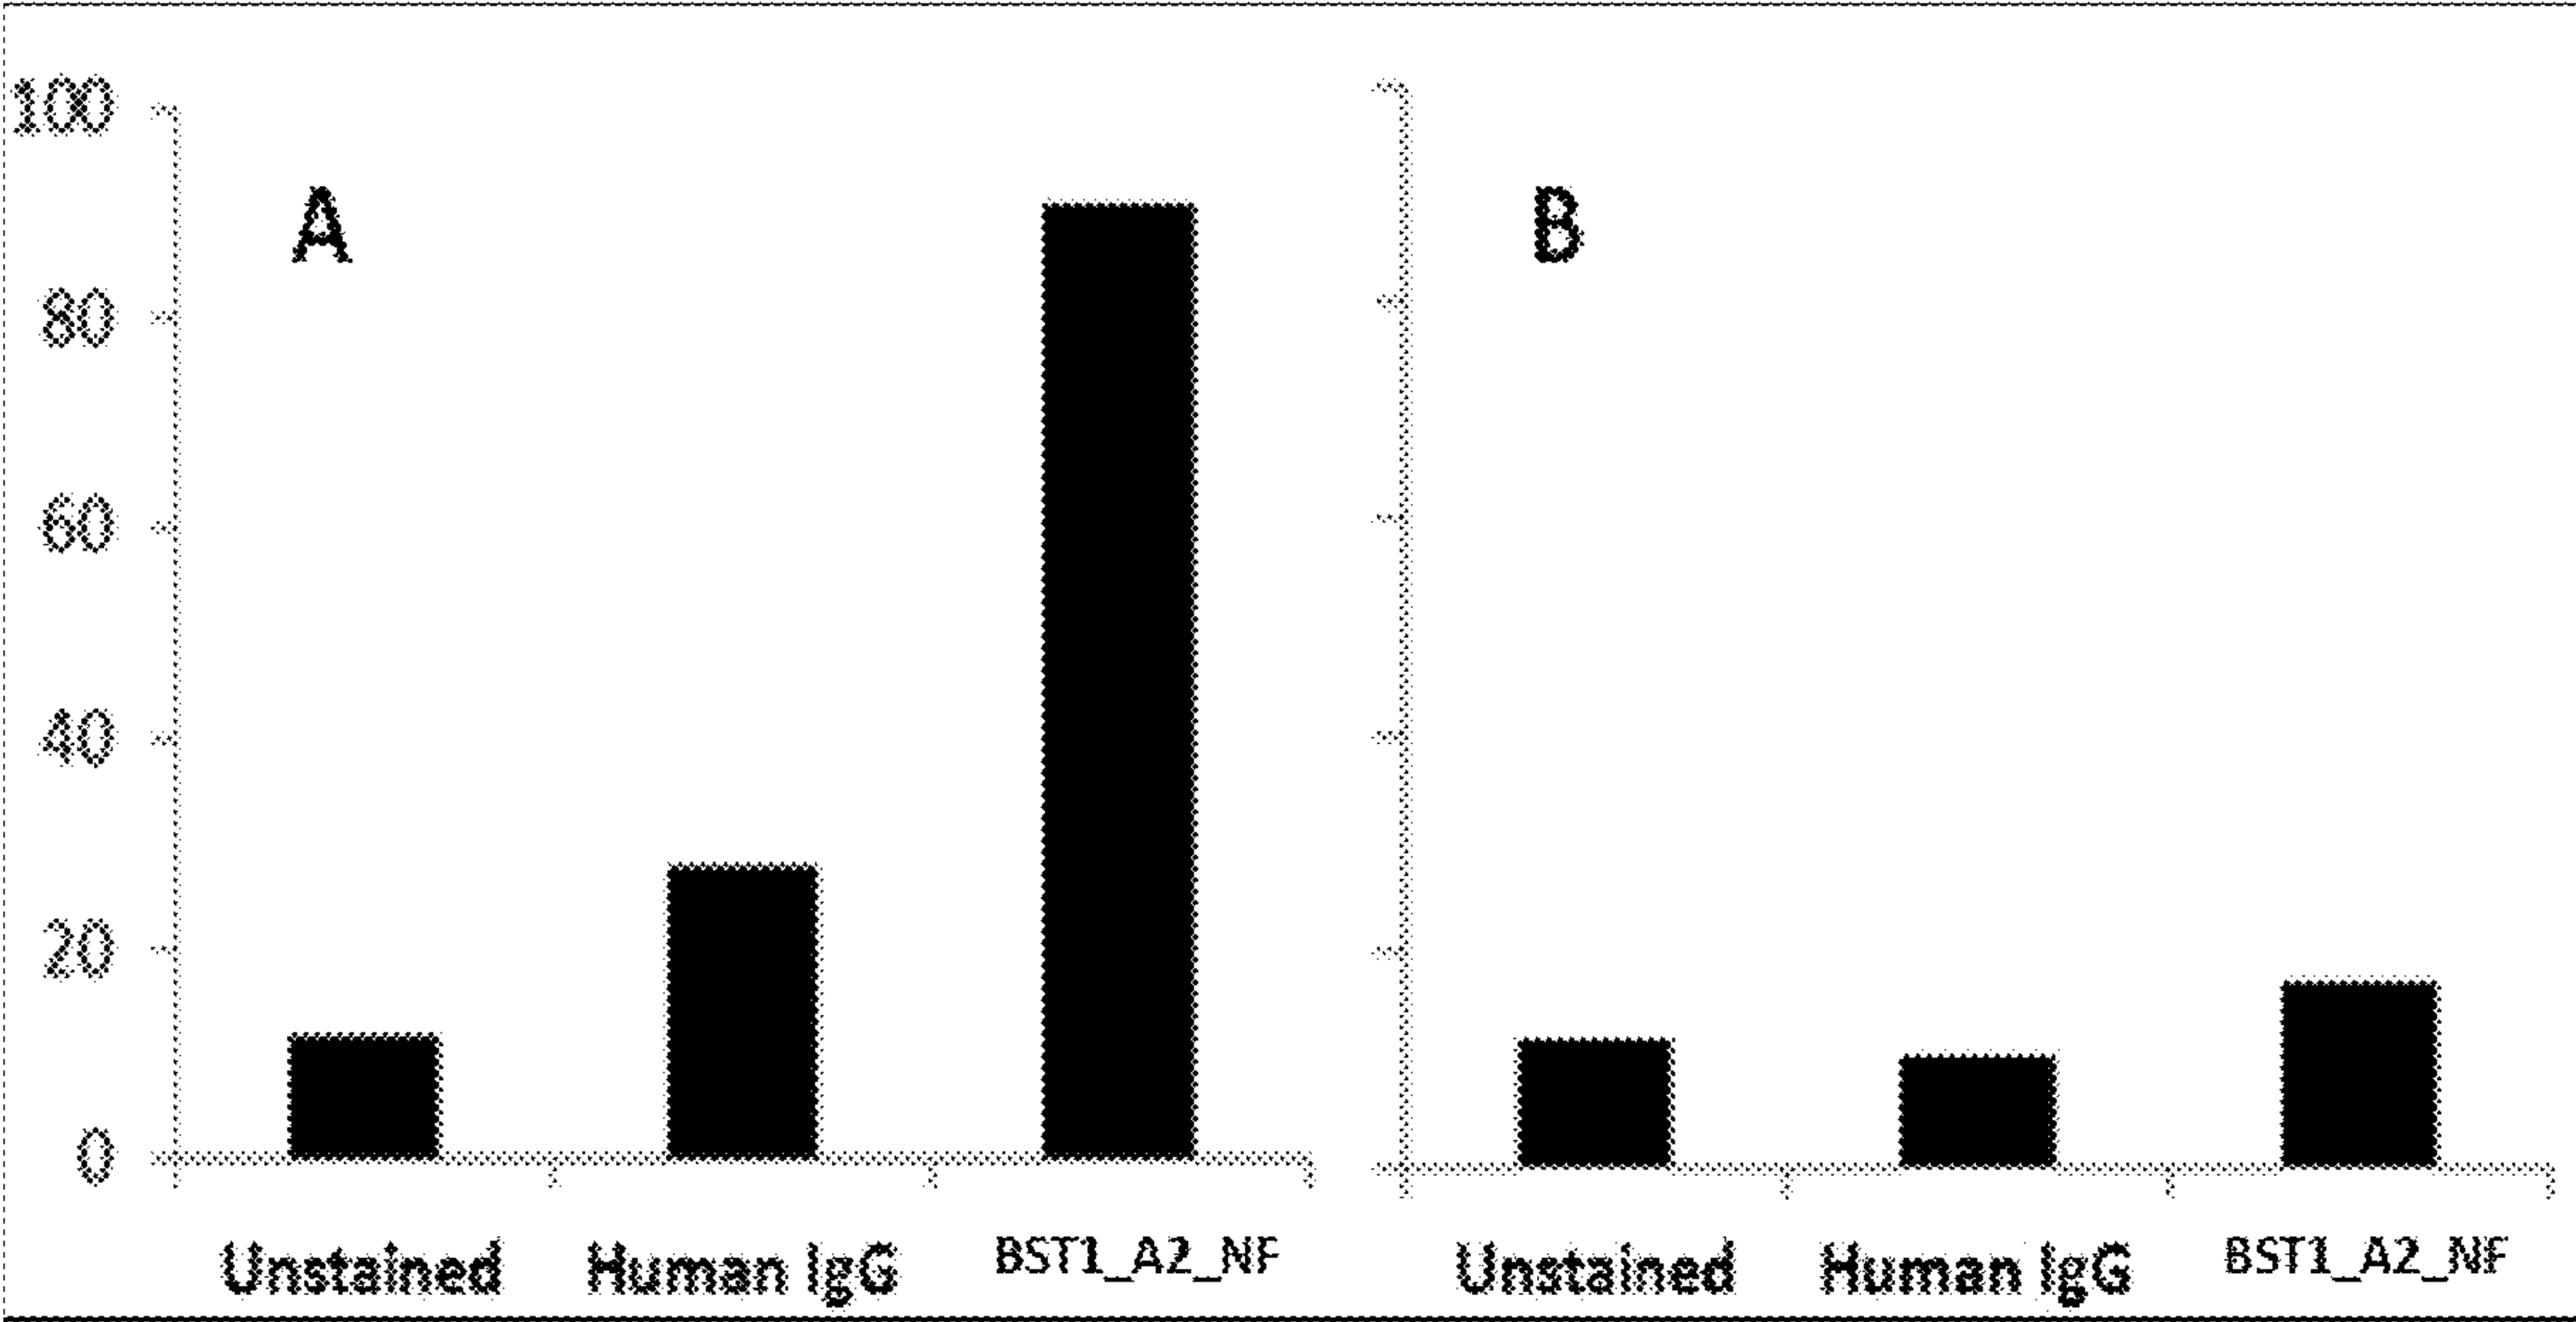 100
80
60
40
20
0
A
B
Unstained Human IgG BST1_A2_NF
Unstained Human IgG BST1_A2_NF